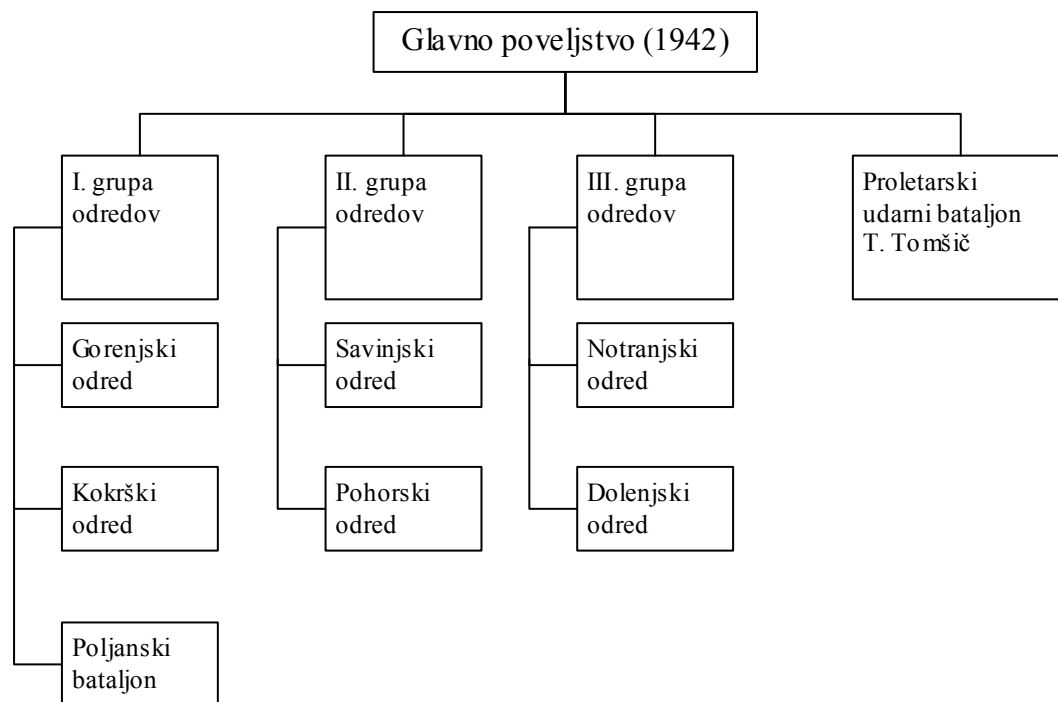 Glavno poveljstvo (1942)
I. grupa
odredov
II. grupa
odredov
III. grupa
odredov
Proletarski
udarni bataljon
T. Tomšič
Gorenjski
odred
Savinjski
odred
Notranjski
odred
Kokrški
odred
Pohorski
odred
Dolenjski
odred
Poljanski
bataljon